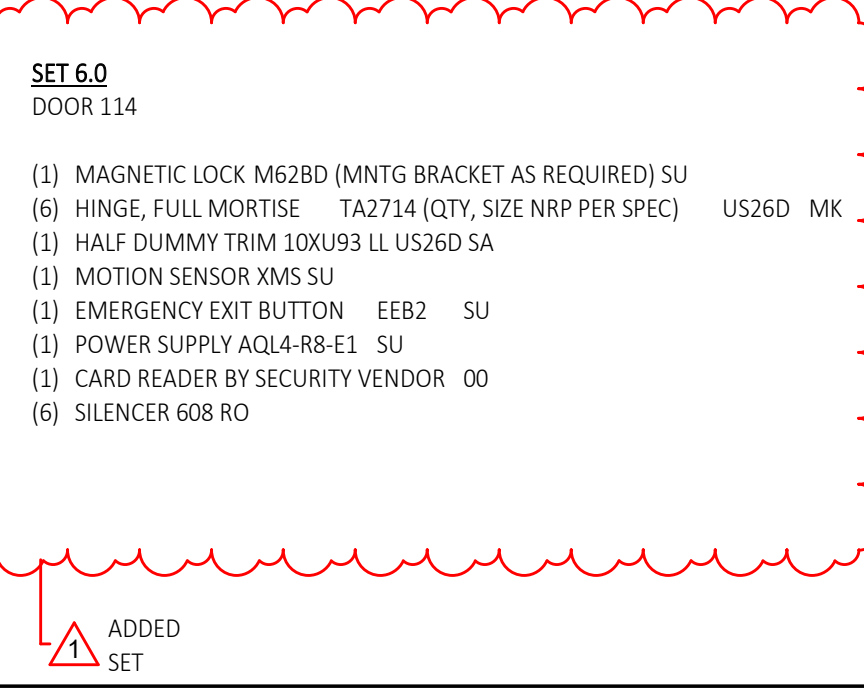 SET 6.0
DOOR 114
(1) MAGNETIC LOCK M62BD (MNTG BRACKET AS REQUIRED) SU
(6) HINGE, FULL MORTISE TA2714 (QTY, SIZE NRP PER SPEC) US26D MK
(1) HALF DUMMY TRIM 10XU93 LL US26D SA
(1) MOTION SENSOR XMS SU
(1) EMERGENCY EXIT BUTTON EEB2 SU
(1) POWER SUPPLY AQL4-R8-E1 SU
(1) CARD READER BY SECURITY VENDOR 00
(6) SILENCER 608 RO
1 ADDED
SET